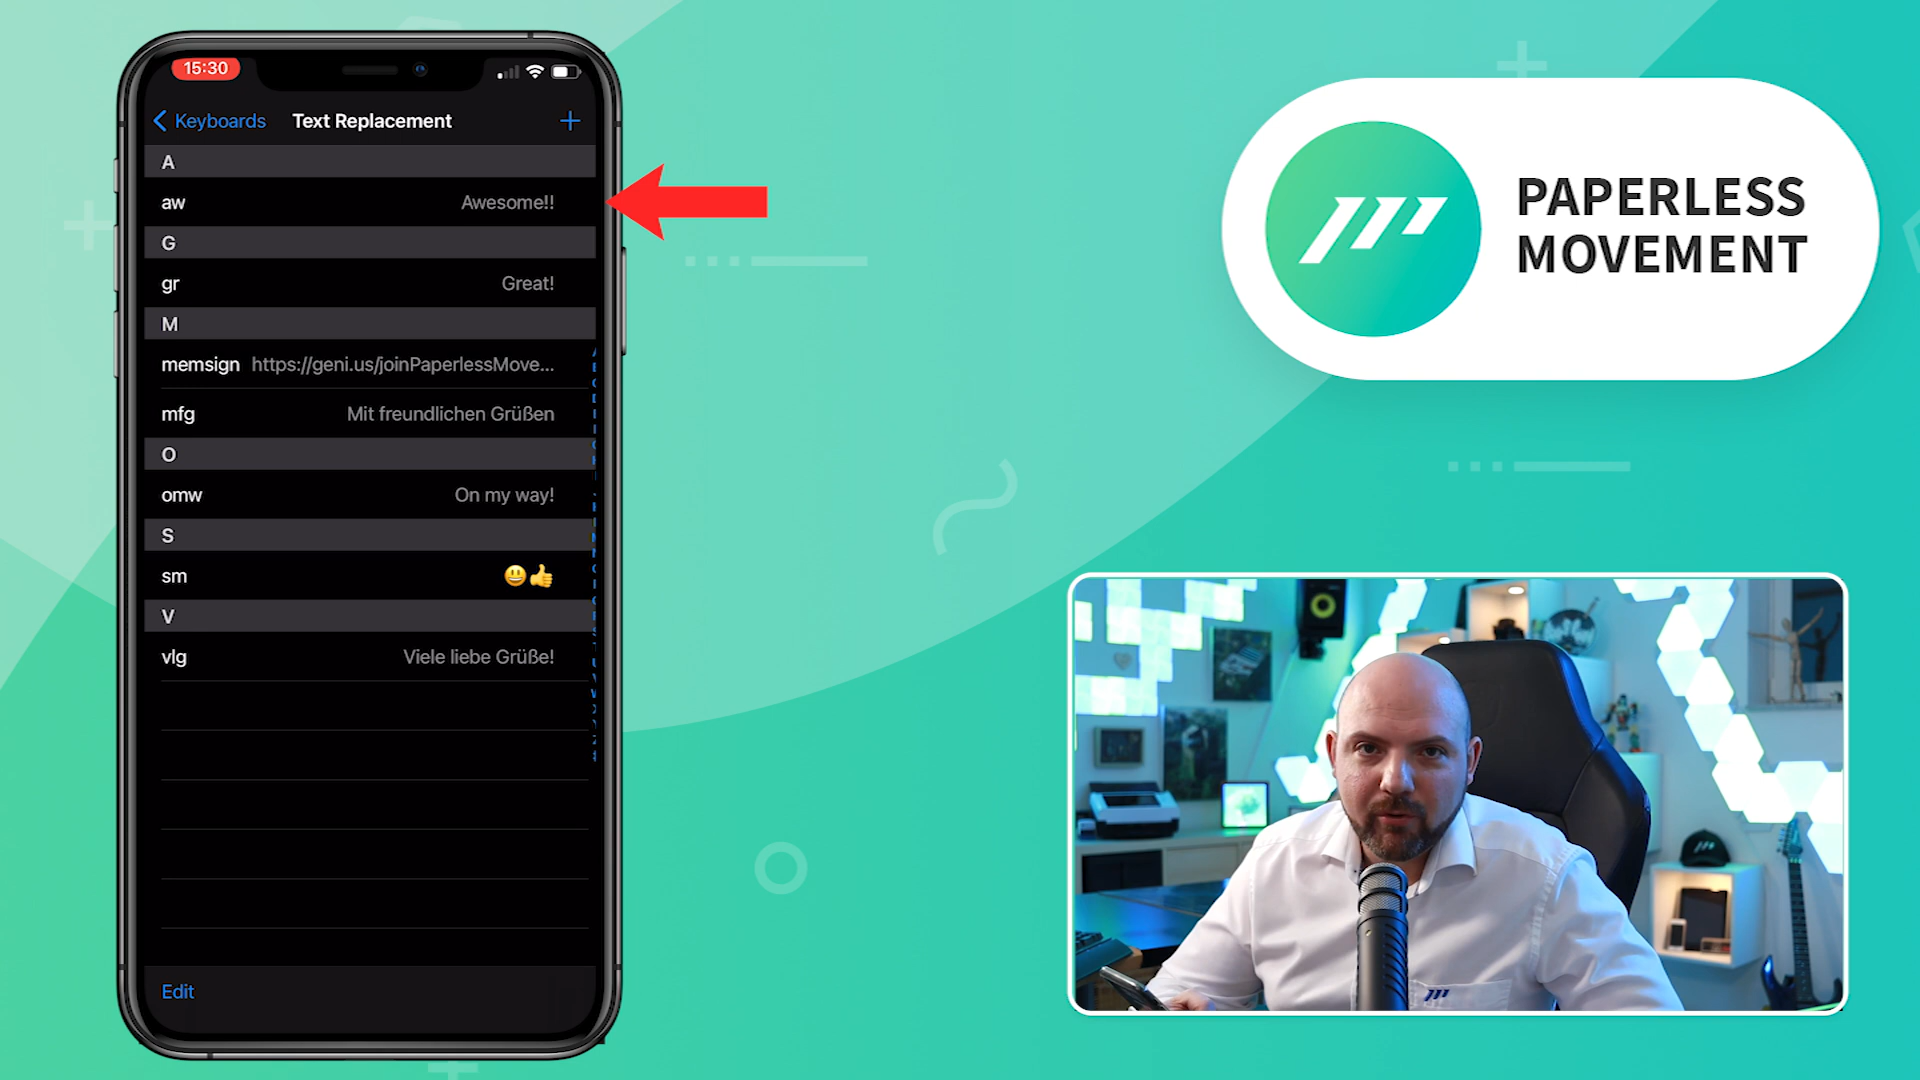 15:30
Keyboards
Text Replacement
A
aw Awesome!!
G
gr Great!
M
memsign https://geni.us/joinPaperlessMove...
mfg Mit freundlichen Grüßen
O
omw On my way!
S
sm 😃👍
V
vlg Viele liebe Grüße!
Edit
PAPERLESS
MOVEMENT